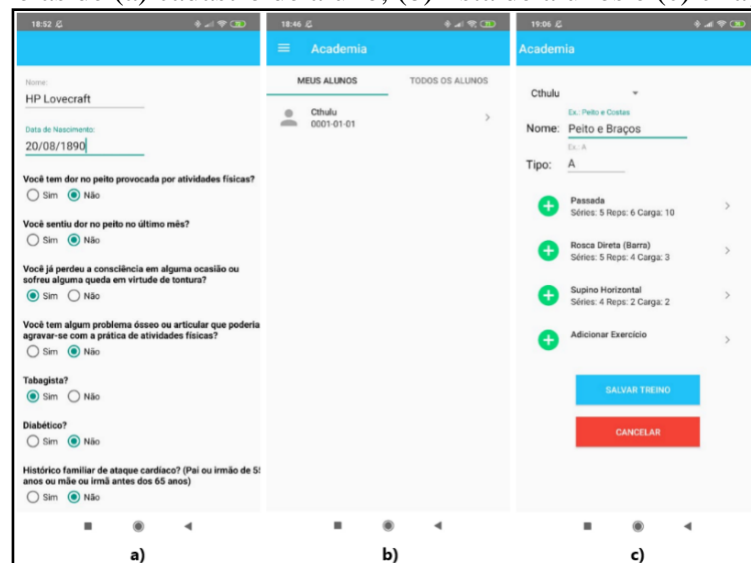 18:52
Nome:
HP Lovecraft
Data de Nascimento:
20/08/1890
Você tem dor no peito provocada por atividades físicas?
Sim Não
Você sentiu dor no peito no último mês?
Sim Não
Você já perdeu a consciência em alguma ocasião ou
sofreu alguma queda em virtude de tontura?
Sim Não
Você tem algum problema ósseo ou articular que poderia
agravar-se com a prática de atividades físicas?
Sim Não
Tabagista?
Sim Não
Diabético?
Sim Não
Histórico familiar de ataque cardíaco? (Pai ou irmão de 5
anos ou mãe ou irmã antes dos 65 anos)
Sim Não
a)
18:46
Academia
MEUS ALUNOS TODOS OS ALUNOS
Cthulu
0001-01-01
b)
19:06
Academia
Cthulu
Ex.: Peito e Costas
Nome: Peito e Braços
Ex.: A
Tipo: A
Passada
Séries: 5 Reps: 6 Carga: 10
Rosca Direta (Barra)
Séries: 5 Reps: 4 Carga: 3
Supino Horizontal
Séries: 4 Reps: 2 Carga: 2
Adicionar Exercício
SALVAR TREINO
CANCELAR
c)